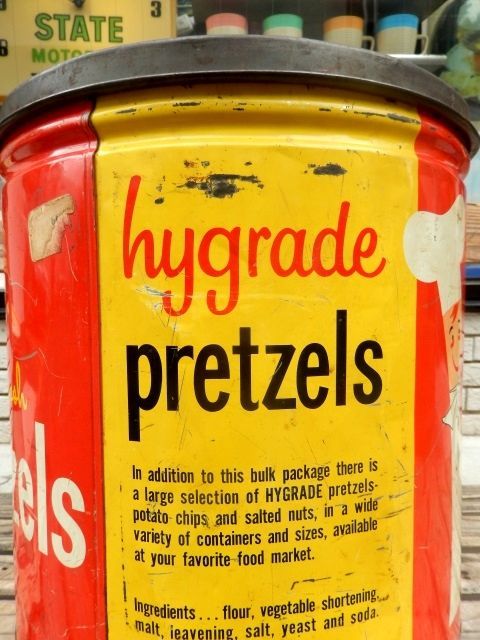 STATE
3
hygrade
pretzels
els
In addition to this bulk package there is
a large selection of HYGRADE pretzels-
potato chips and salted nuts, in a wide
variety of containers and sizes, available
at your favorite food market.
Ingredients... flour, vegetable shortening,
malt, leavening, salt, yeast and soda.